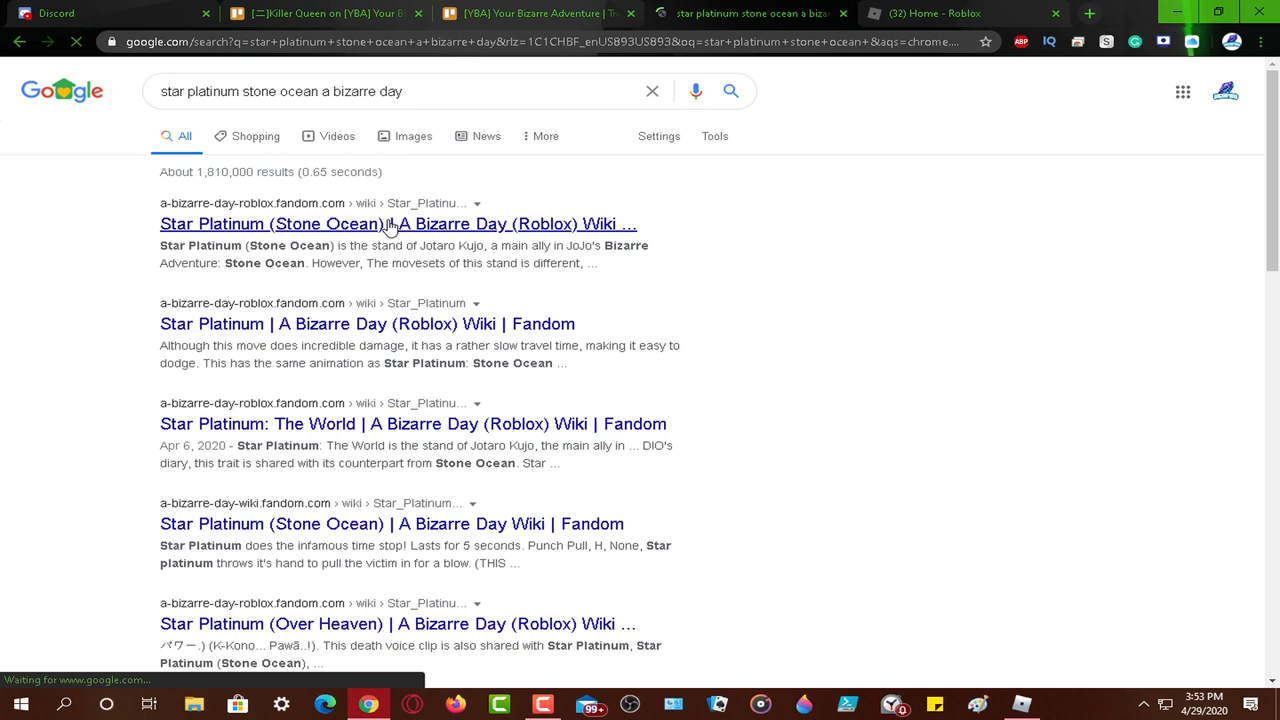 Discord
[二]Killer Queen on [YBA] Your B
[YBA] Your Bizarre Adventure | Tr
star platinum stone ocean a bizar
(32) Home - Roblox
google.com/search?q=star+platinum+stone+ocean+a+bizarre+day&rlz=1C1CHBF_enUS893US893&oq=star+platinum+stone+ocean+&aqs=chrome....
ABP
IQ
S
Google
star platinum stone ocean a bizarre day
All
Shopping
Videos
Images
News
More
Settings
Tools
About 1,810,000 results (0.65 seconds)
a-bizarre-day-roblox.fandom.com › wiki › Star_Platinu...
Star Platinum (Stone Ocean) | A Bizarre Day (Roblox) Wiki ...
Star Platinum (Stone Ocean) is the stand of Jotaro Kujo, a main ally in JoJo's Bizarre
Adventure: Stone Ocean. However, The movesets of this stand is different, ...
a-bizarre-day-roblox.fandom.com › wiki › Star_Platinum
Star Platinum | A Bizarre Day (Roblox) Wiki | Fandom
Although this move does incredible damage, it has a rather slow travel time, making it easy to
dodge. This has the same animation as Star Platinum: Stone Ocean ...
a-bizarre-day-roblox.fandom.com › wiki › Star_Platinu...
Star Platinum: The World | A Bizarre Day (Roblox) Wiki | Fandom
Apr 6, 2020 - Star Platinum: The World is the stand of Jotaro Kujo, the main ally in ... DIO's
diary, this trait is shared with its counterpart from Stone Ocean. Star ...
a-bizarre-day-wiki.fandom.com › wiki › Star_Platinum...
Star Platinum (Stone Ocean) | A Bizarre Day Wiki | Fandom
Star Platinum does the infamous time stop! Lasts for 5 seconds. Punch Pull, H, None, Star
platinum throws it's hand to pull the victim in for a blow. (THIS ...
a-bizarre-day-roblox.fandom.com › wiki › Star_Platinu...
Star Platinum (Over Heaven) | A Bizarre Day (Roblox) Wiki ...
パワー.) (K-Kono... Pawā..!). This death voice clip is also shared with Star Platinum, Star
Platinum (Stone Ocean), ...
Waiting for www.google.com...
99+
0
3:53 PM
4/29/2020